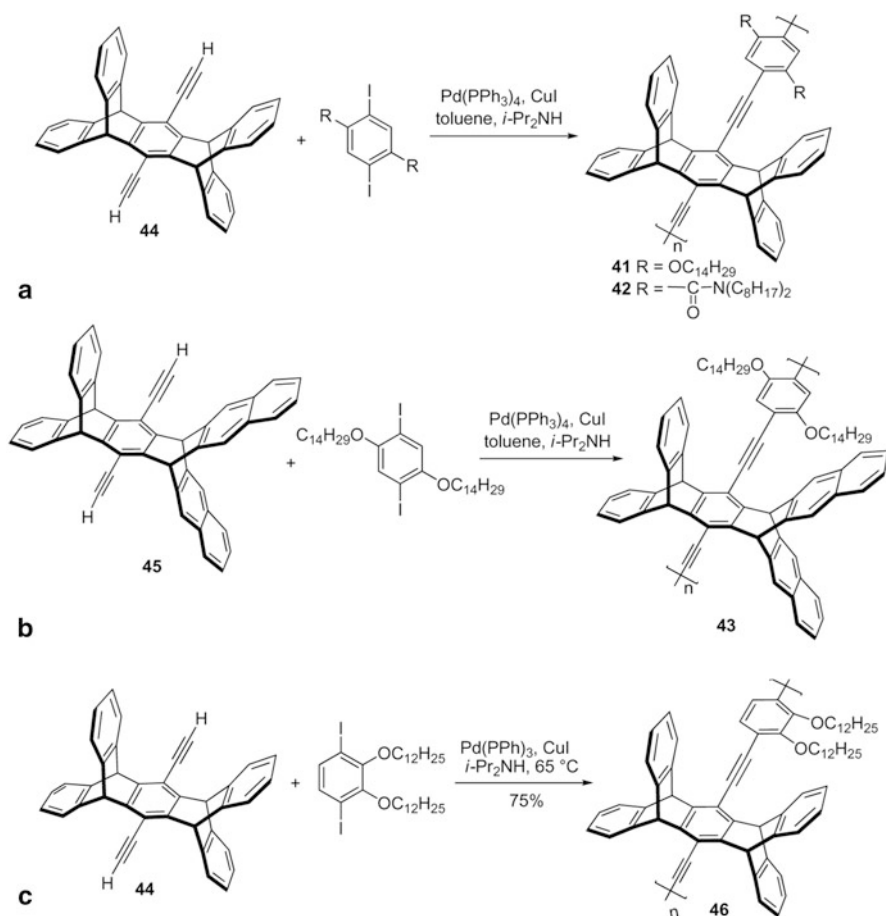 H
H
44
+
I
R
R
I
Pd(PPh3)4, CuI
toluene, i-Pr2NH
R
R
n
41 R = OC14H29
42 R = —C—N(C8H17)2
O
a
H
H
45
+
C14H29O
I
OC14H29
I
Pd(PPh3)4, CuI
toluene, i-Pr2NH
C14H29O
OC14H29
n
43
b
H
H
44
+
I
OC12H25
OC12H25
I
Pd(PPh)3, CuI
i-Pr2NH, 65 °C
75%
OC12H25
OC12H25
n
46
c